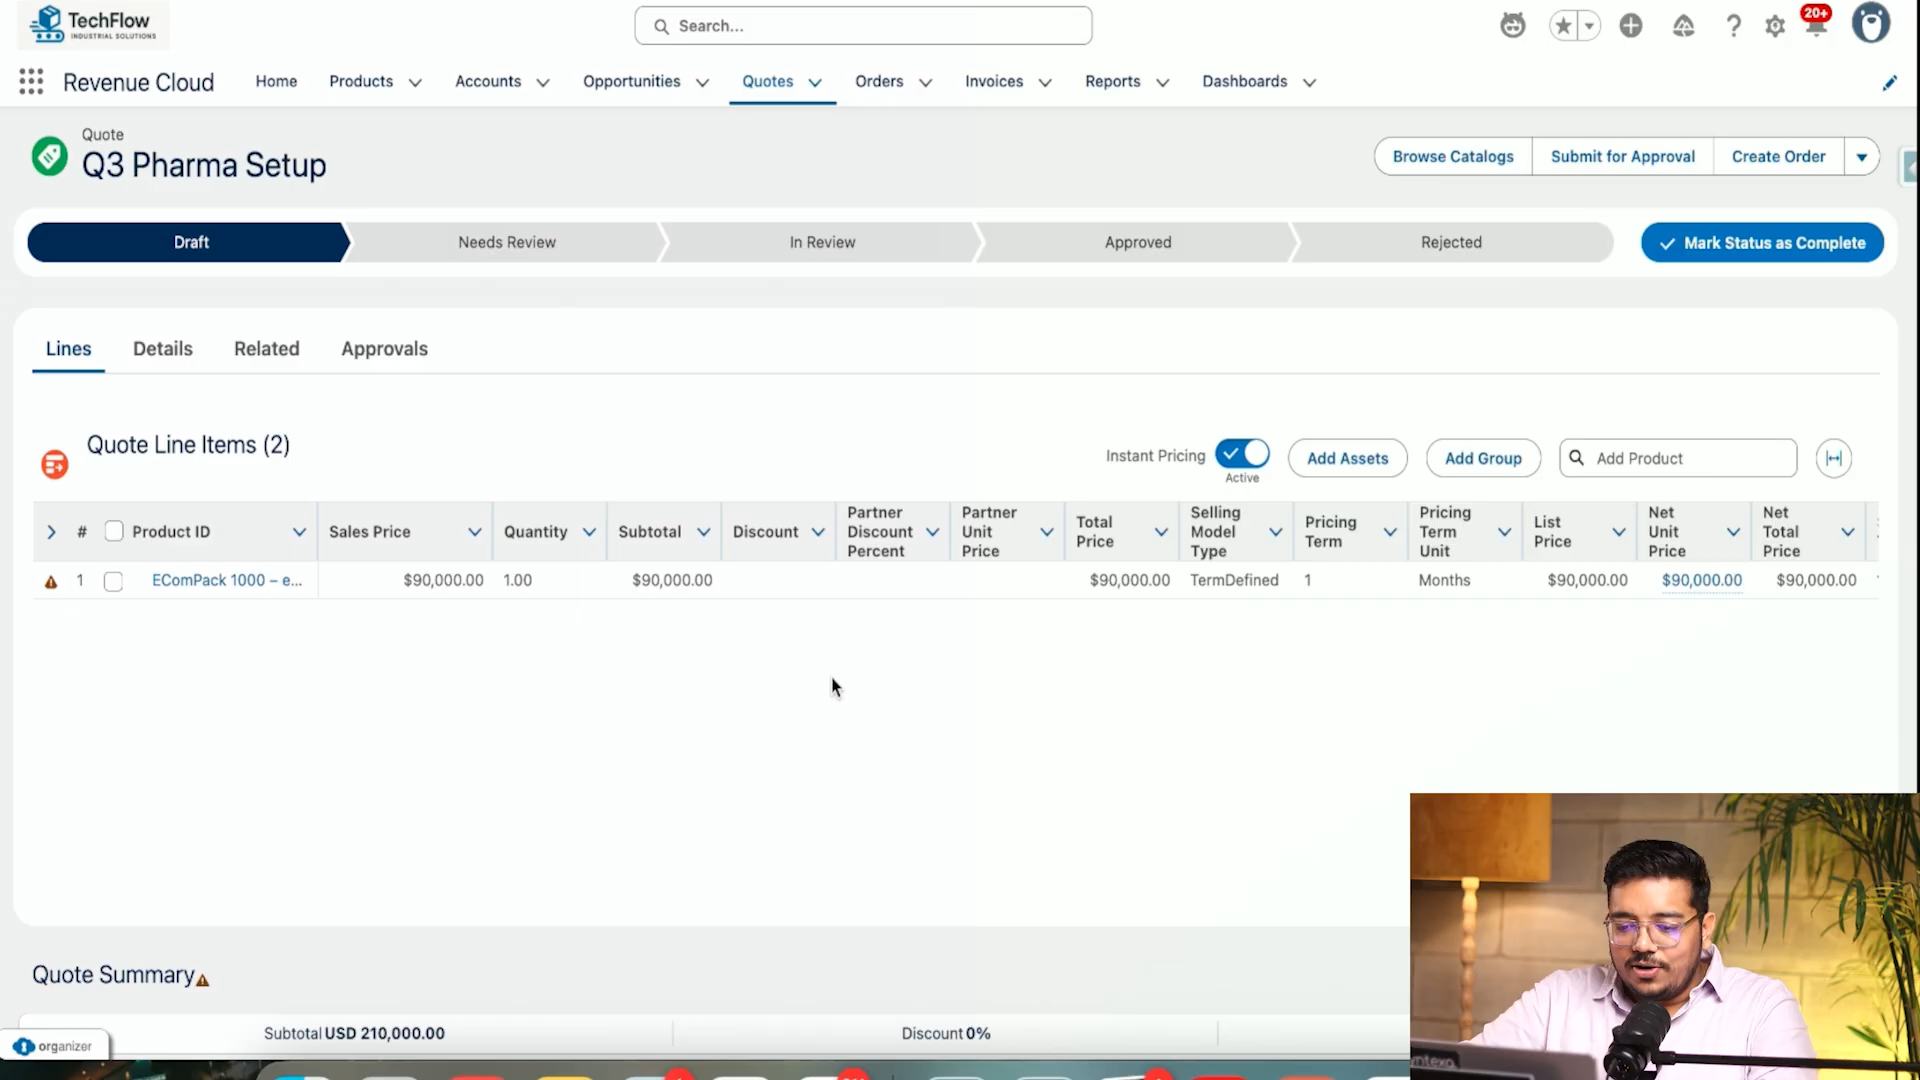 TechFlow
INDUSTRIAL SOLUTIONS
Search...
20+
Revenue Cloud
Home
Products
Accounts
Opportunities
Quotes
Orders
Invoices
Reports
Dashboards
Quote
Q3 Pharma Setup
Browse Catalogs
Submit for Approval
Create Order
Draft
Needs Review
In Review
Approved
Rejected
Mark Status as Complete
Lines
Details
Related
Approvals
Quote Line Items (2)
Instant Pricing
Active
Add Assets
Add Group
Add Product
#
Product ID
Sales Price
Quantity
Subtotal
Discount
Partner
Discount
Percent
Partner
Unit
Price
Total
Price
Selling
Model
Type
Pricing
Term
Pricing
Term
Unit
List
Price
Net
Unit
Price
Net
Total
Price
1
EComPack 1000 – e...
$90,000.00
1.00
$90,000.00
$90,000.00
TermDefined
1
Months
$90,000.00
$90,000.00
$90,000.00
Quote Summary
Subtotal USD 210,000.00
Discount 0%
organizer